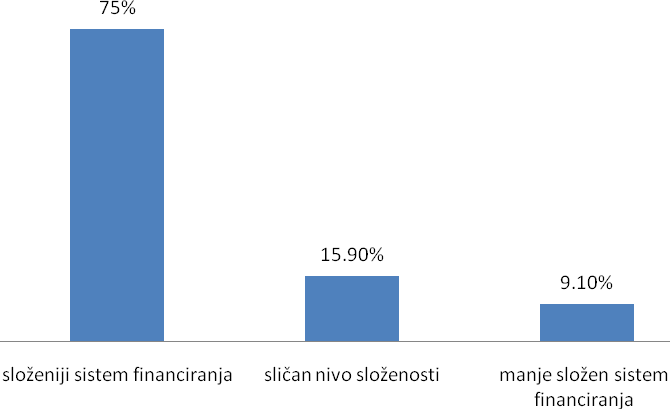 75%
15.90%
9.10%
složeniji sistem financiranja
sličan nivo složenosti
manje složen sistem
financiranja